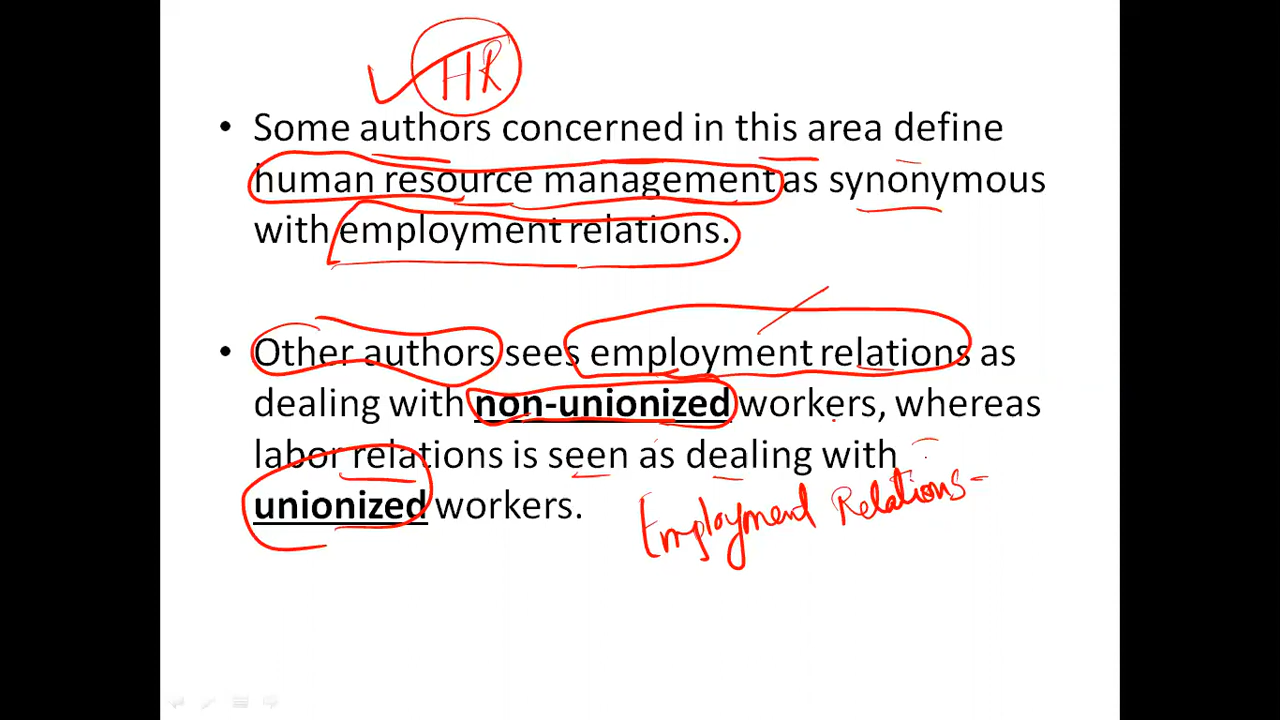 HR
• Some authors concerned in this area define
human resource management as synonymous
with employment relations.
• Other authors sees employment relations as
dealing with non-unionized workers, whereas
labor relations is seen as dealing with
unionized workers.
Employment Relations-